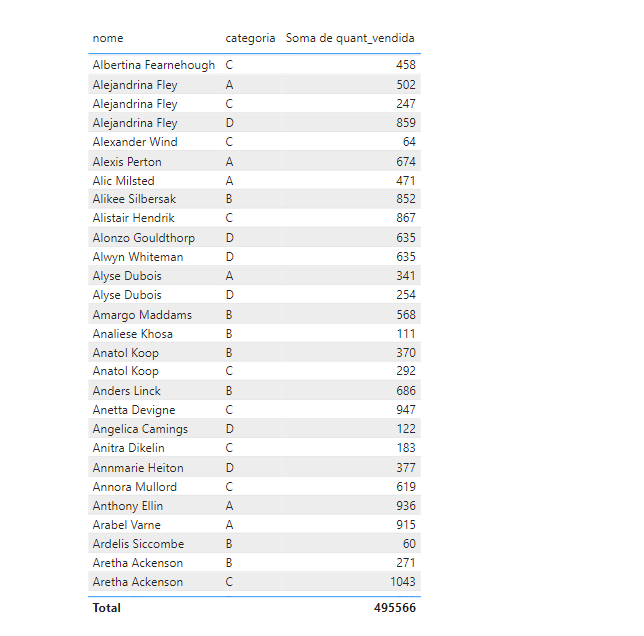 nome categoria Soma de quant_vendida
Albertina Fearnehough C 458
Alejandrina Fley A 502
Alejandrina Fley C 247
Alejandrina Fley D 859
Alexander Wind C 64
Alexis Perton A 674
Alic Milsted A 471
Alikee Silbersak B 852
Alistair Hendrik C 867
Alonzo Gouldthorp D 635
Alwyn Whiteman D 635
Alyse Dubois A 341
Alyse Dubois D 254
Amargo Maddams B 568
Analiese Khosa B 111
Anatol Koop B 370
Anatol Koop C 292
Anders Linck B 686
Anetta Devigne C 947
Angelica Camings D 122
Anitra Dikelin C 183
Annmarie Heiton D 377
Annora Mullord C 619
Anthony Ellin A 936
Arabel Varne A 915
Ardelis Siccombe B 60
Aretha Ackenson B 271
Aretha Ackenson C 1043
Total 495566